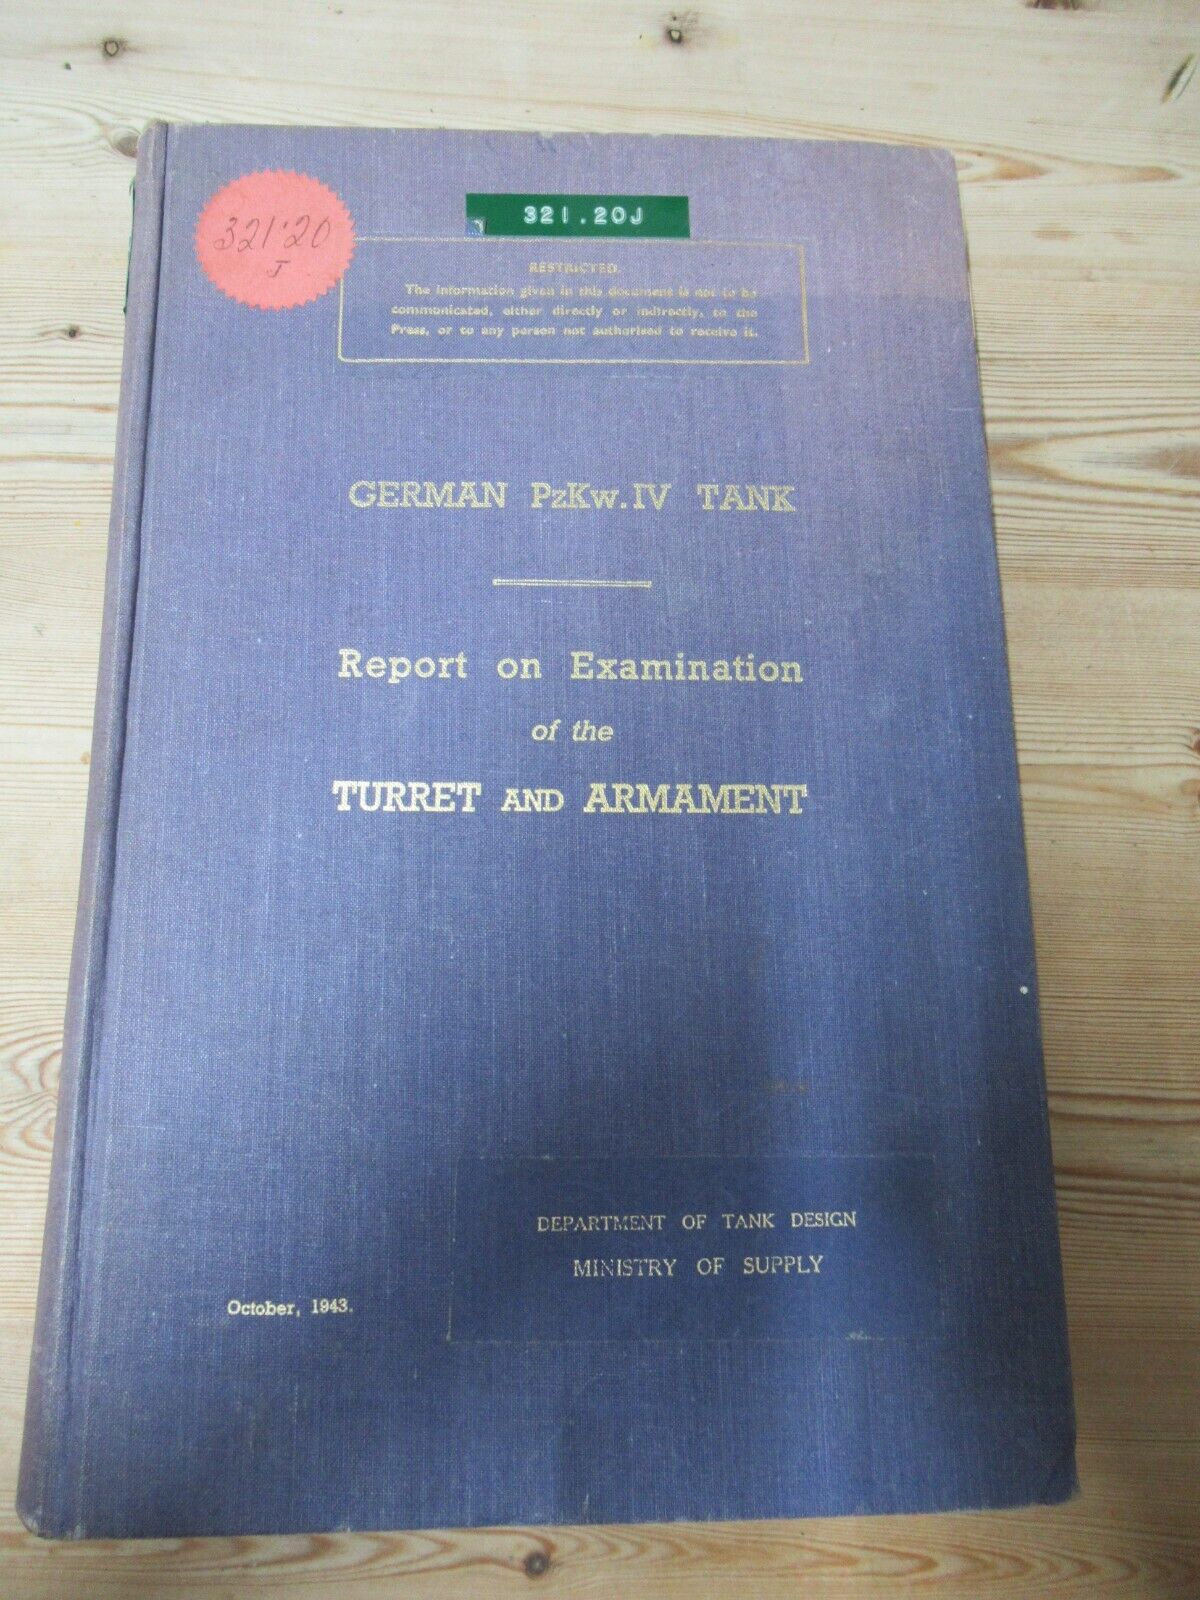 321.20J
321.20
J
RESTRICTED.
The information given in this document is not to be
communicated, either directly or indirectly, to the
Press, or to any person not authorised to receive it.
GERMAN PzKw.IV TANK
Report on Examination
of the
TURRET AND ARMAMENT
DEPARTMENT OF TANK DESIGN
MINISTRY OF SUPPLY
October, 1943.